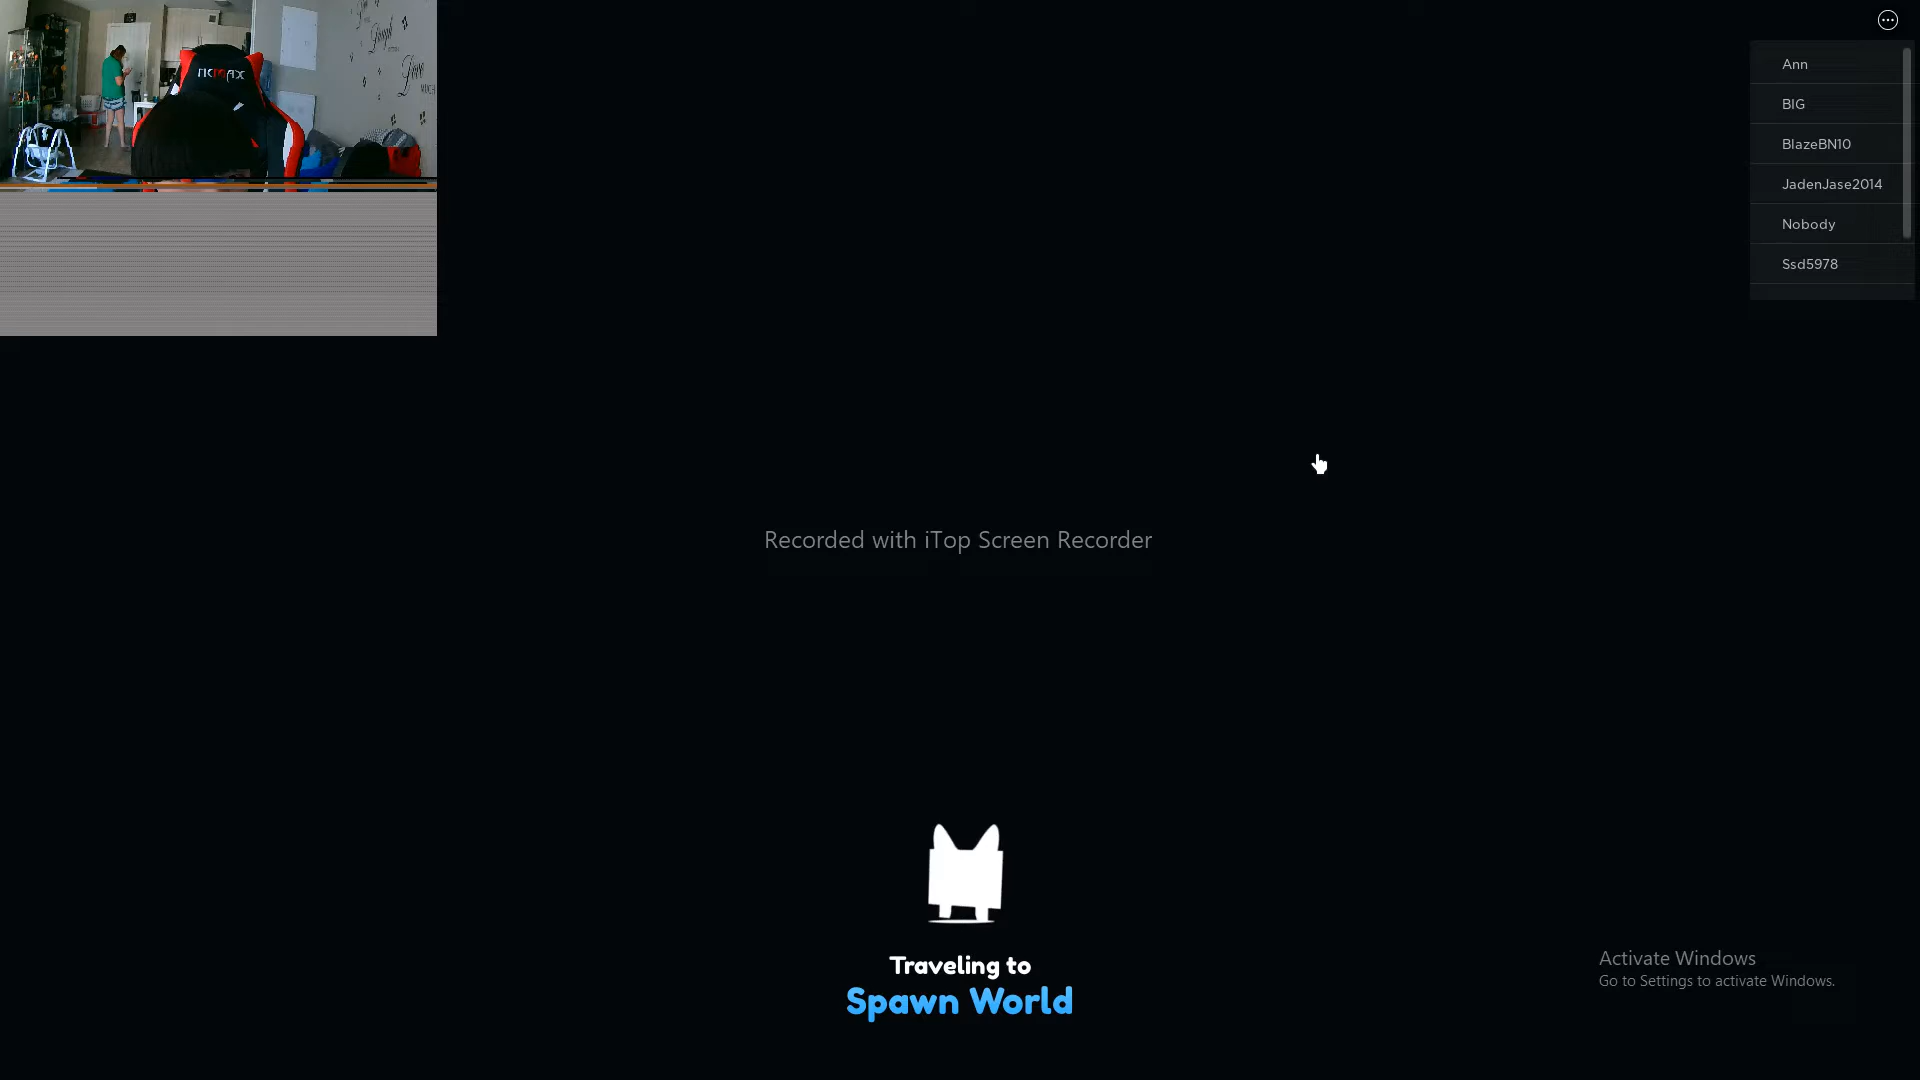 Ann
BIG
BlazeBN10
JadenJase2014
Nobody
Ssd5978
Recorded with iTop Screen Recorder
Traveling to
Spawn World
Activate Windows
Go to Settings to activate Windows.